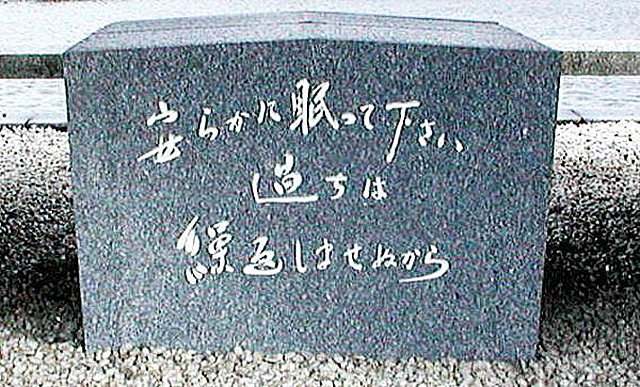 安らかに眠って下さい
過ちは
繰返しませぬから